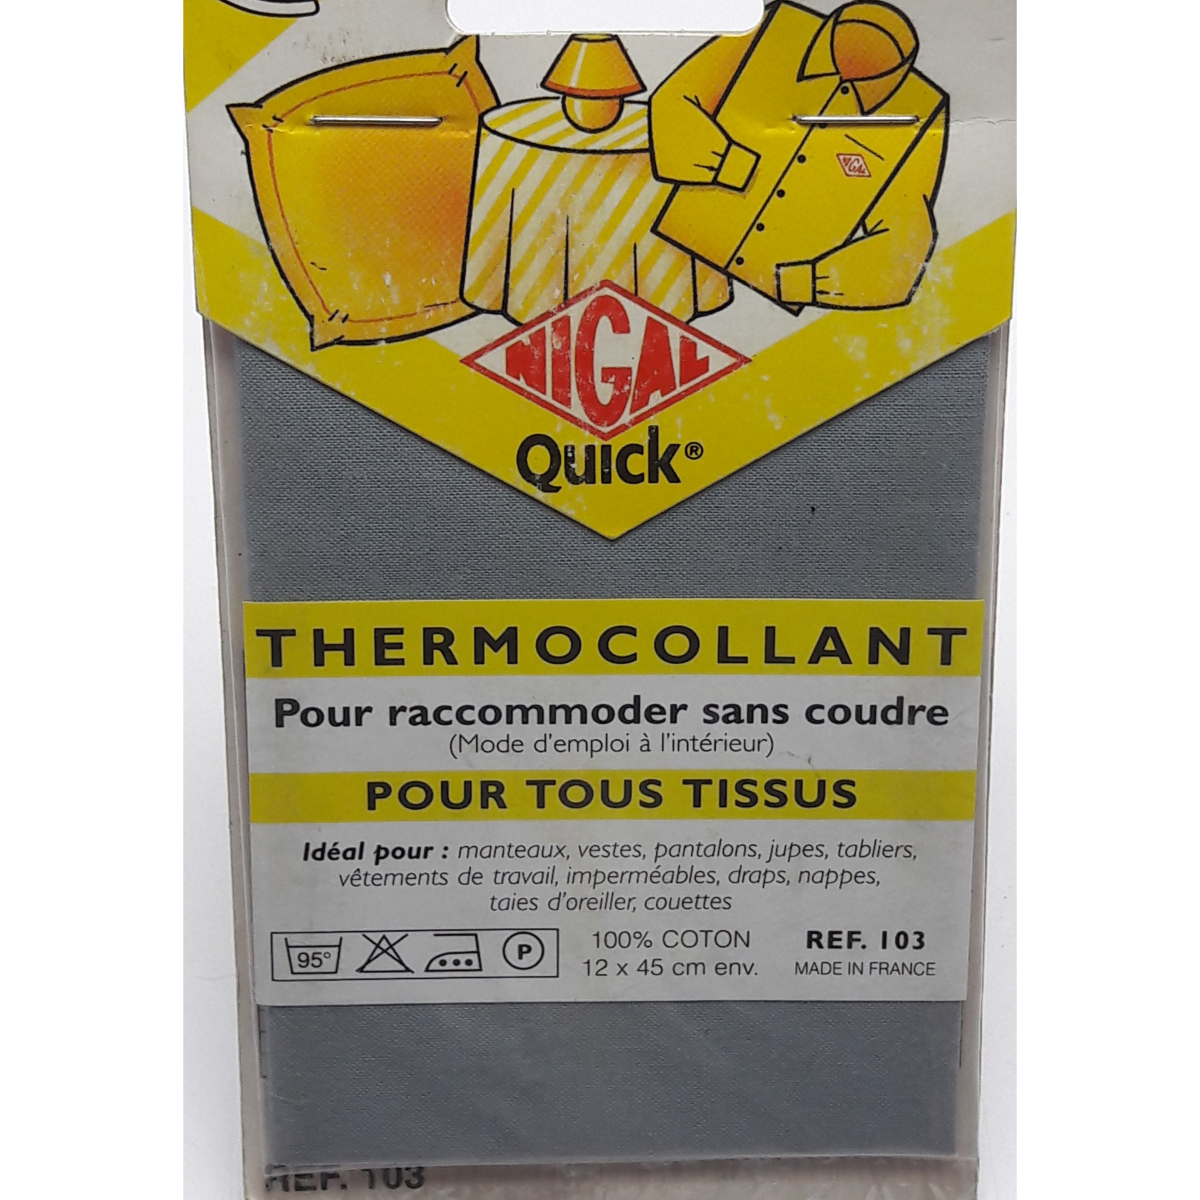 NIGAL
Quick®
THERMOCOLLANT
Pour raccommoder sans coudre
(Mode d'emploi à l'intérieur)
POUR TOUS TISSUS
Idéal pour : manteaux, vestes, pantalons, jupes, tabliers,
vêtements de travail, imperméables, draps, nappes,
taies d'oreiller, couettes
95° P
100% COTON
12 x 45 cm env.
REF. 103
MADE IN FRANCE
REF. 103